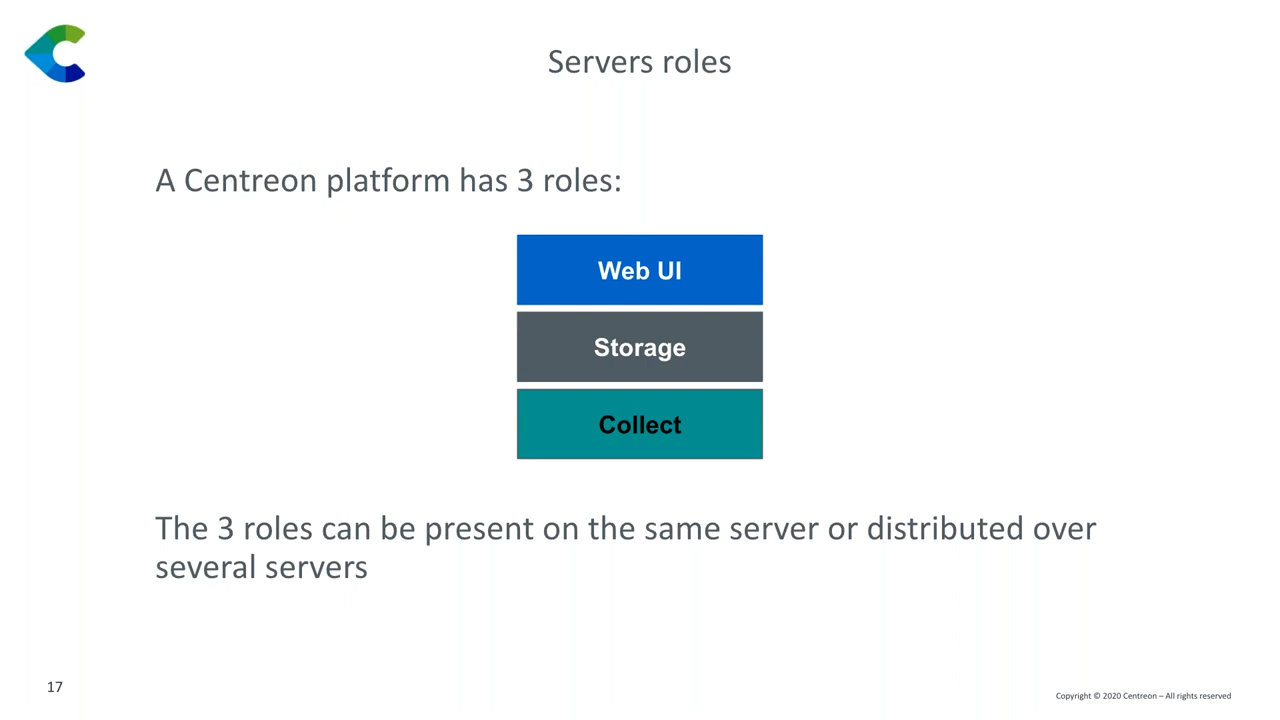 Servers roles
A Centreon platform has 3 roles:
Web UI
Storage
Collect
The 3 roles can be present on the same server or distributed over
several servers
17
Copyright © 2020 Centreon – All rights reserved